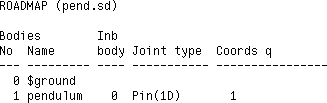 ROADMAP (pend.sd)
Bodies Inb
No Name body Joint type Coords q
--- --------- ---- ----------- ----------------
0 $ground
1 pendulum 0 Pin(1D) 1